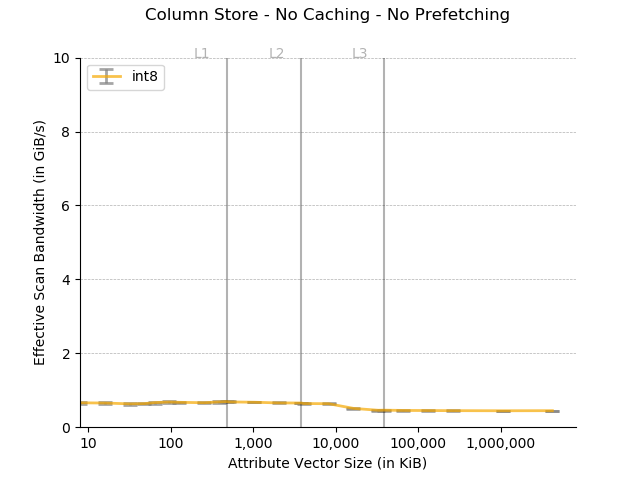 Column Store - No Caching - No Prefetching
L1 L2 L3
int8
10
8
6
4
2
0
Effective Scan Bandwidth (in GiB/s)
10 100 1,000 10,000 100,000 1,000,000
Attribute Vector Size (in KiB)